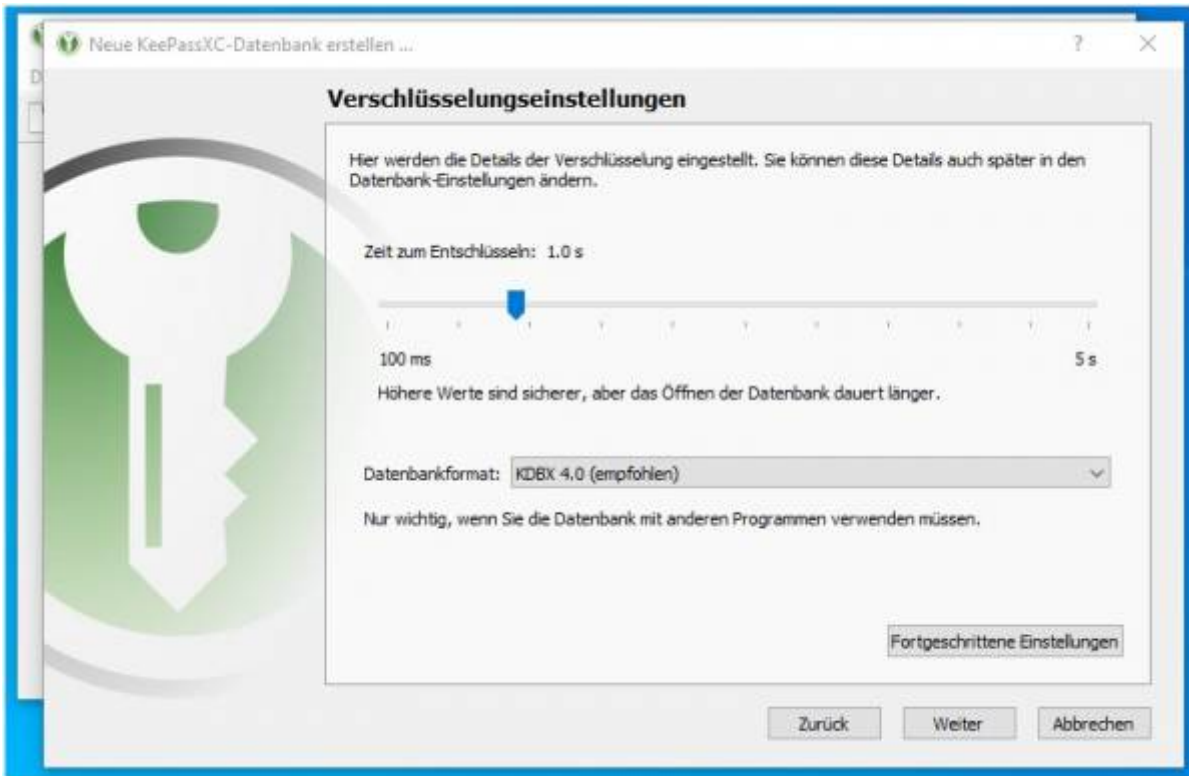 Neue KeePassXC-Datenbank erstellen ...
?
D
Verschlüsselungseinstellungen
Hier werden die Details der Verschlüsselung eingestellt. Sie können diese Details auch später in den
Datenbank-Einstellungen ändern.
Zeit zum Entschlüsseln: 1.0 s
100 ms
5 s
Höhere Werte sind sicherer, aber das Öffnen der Datenbank dauert länger.
Datenbankformat: KDBX 4.0 (empfohlen)
Nur wichtig, wenn Sie die Datenbank mit anderen Programmen verwenden müssen.
Fortgeschrittene Einstellungen
Zurück
Weiter
Abbrechen